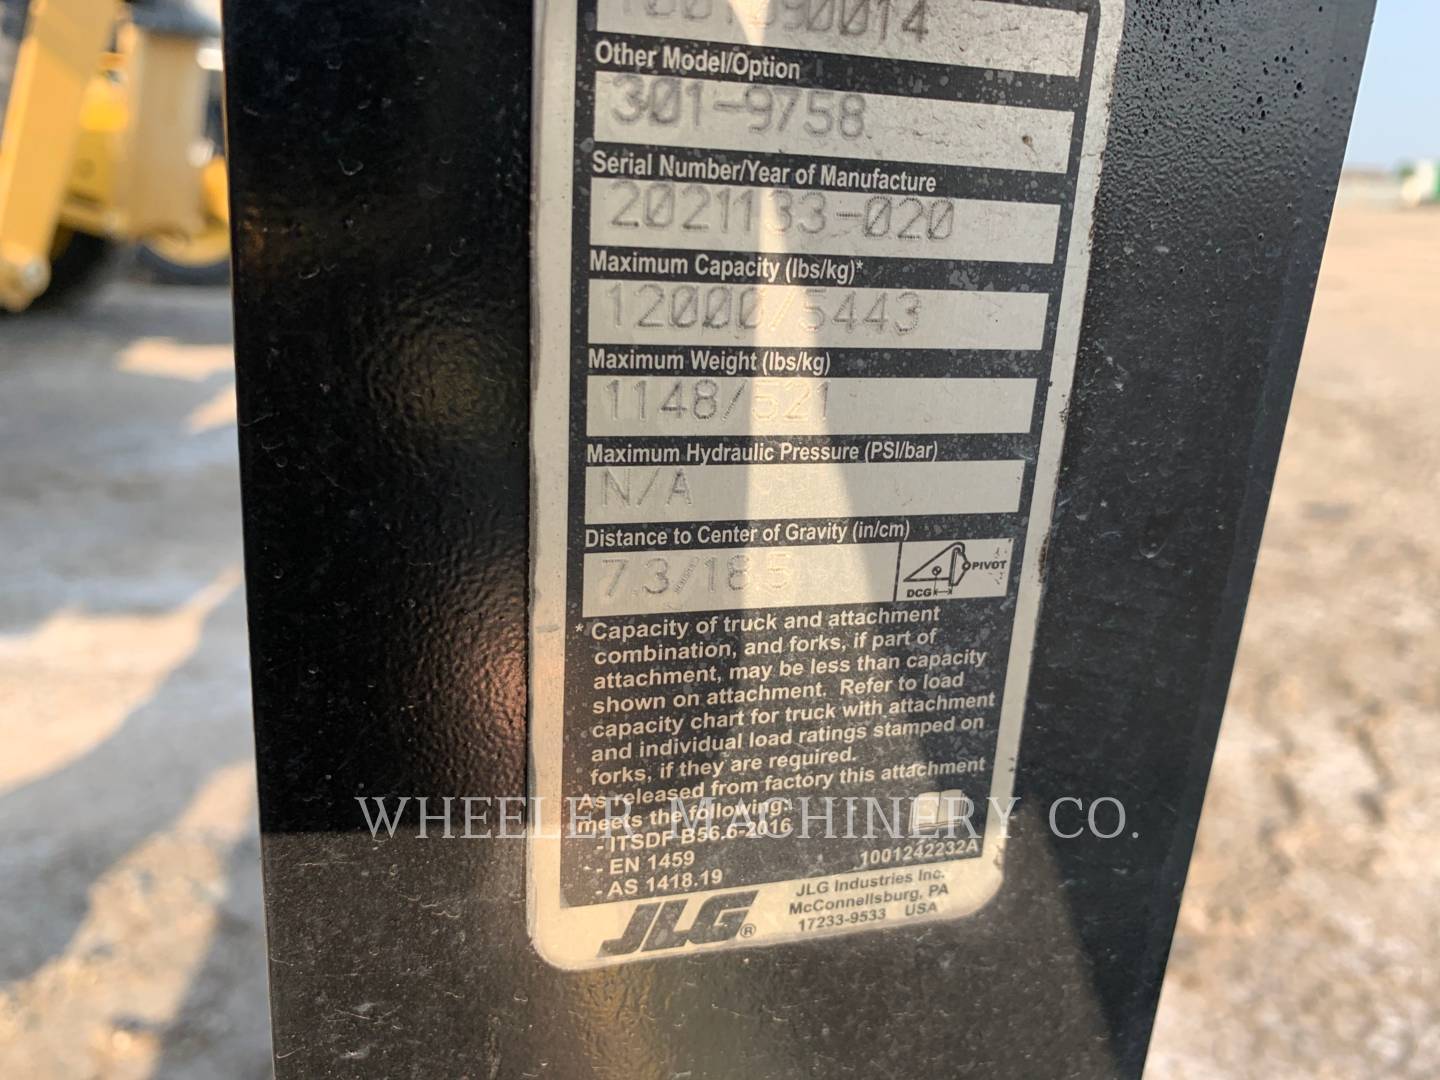 Other Model/Option
301-9758
Serial Number/Year of Manufacture
2021133-020
Maximum Capacity (lbs/kg)*
12000/5443
Maximum Weight (lbs/kg)
1148/521
Maximum Hydraulic Pressure (PSI/bar)
N/A
Distance to Center of Gravity (in/cm)
7.3/18.5
PIVOT
DCG
* Capacity of truck and attachment
combination, and forks, if part of
attachment, may be less than capacity
shown on attachment. Refer to load
capacity chart for truck with attachment
and individual load ratings stamped on
forks, if they are required.
As released from factory this attachment
meets the following:
- ITSDF B56.6-2016
- EN 1459
- AS 1418.19
1001242232A
JLG®
JLG Industries Inc.
McConnellsburg, PA
17233-9533 USA
WHEELER MACHINERY CO.